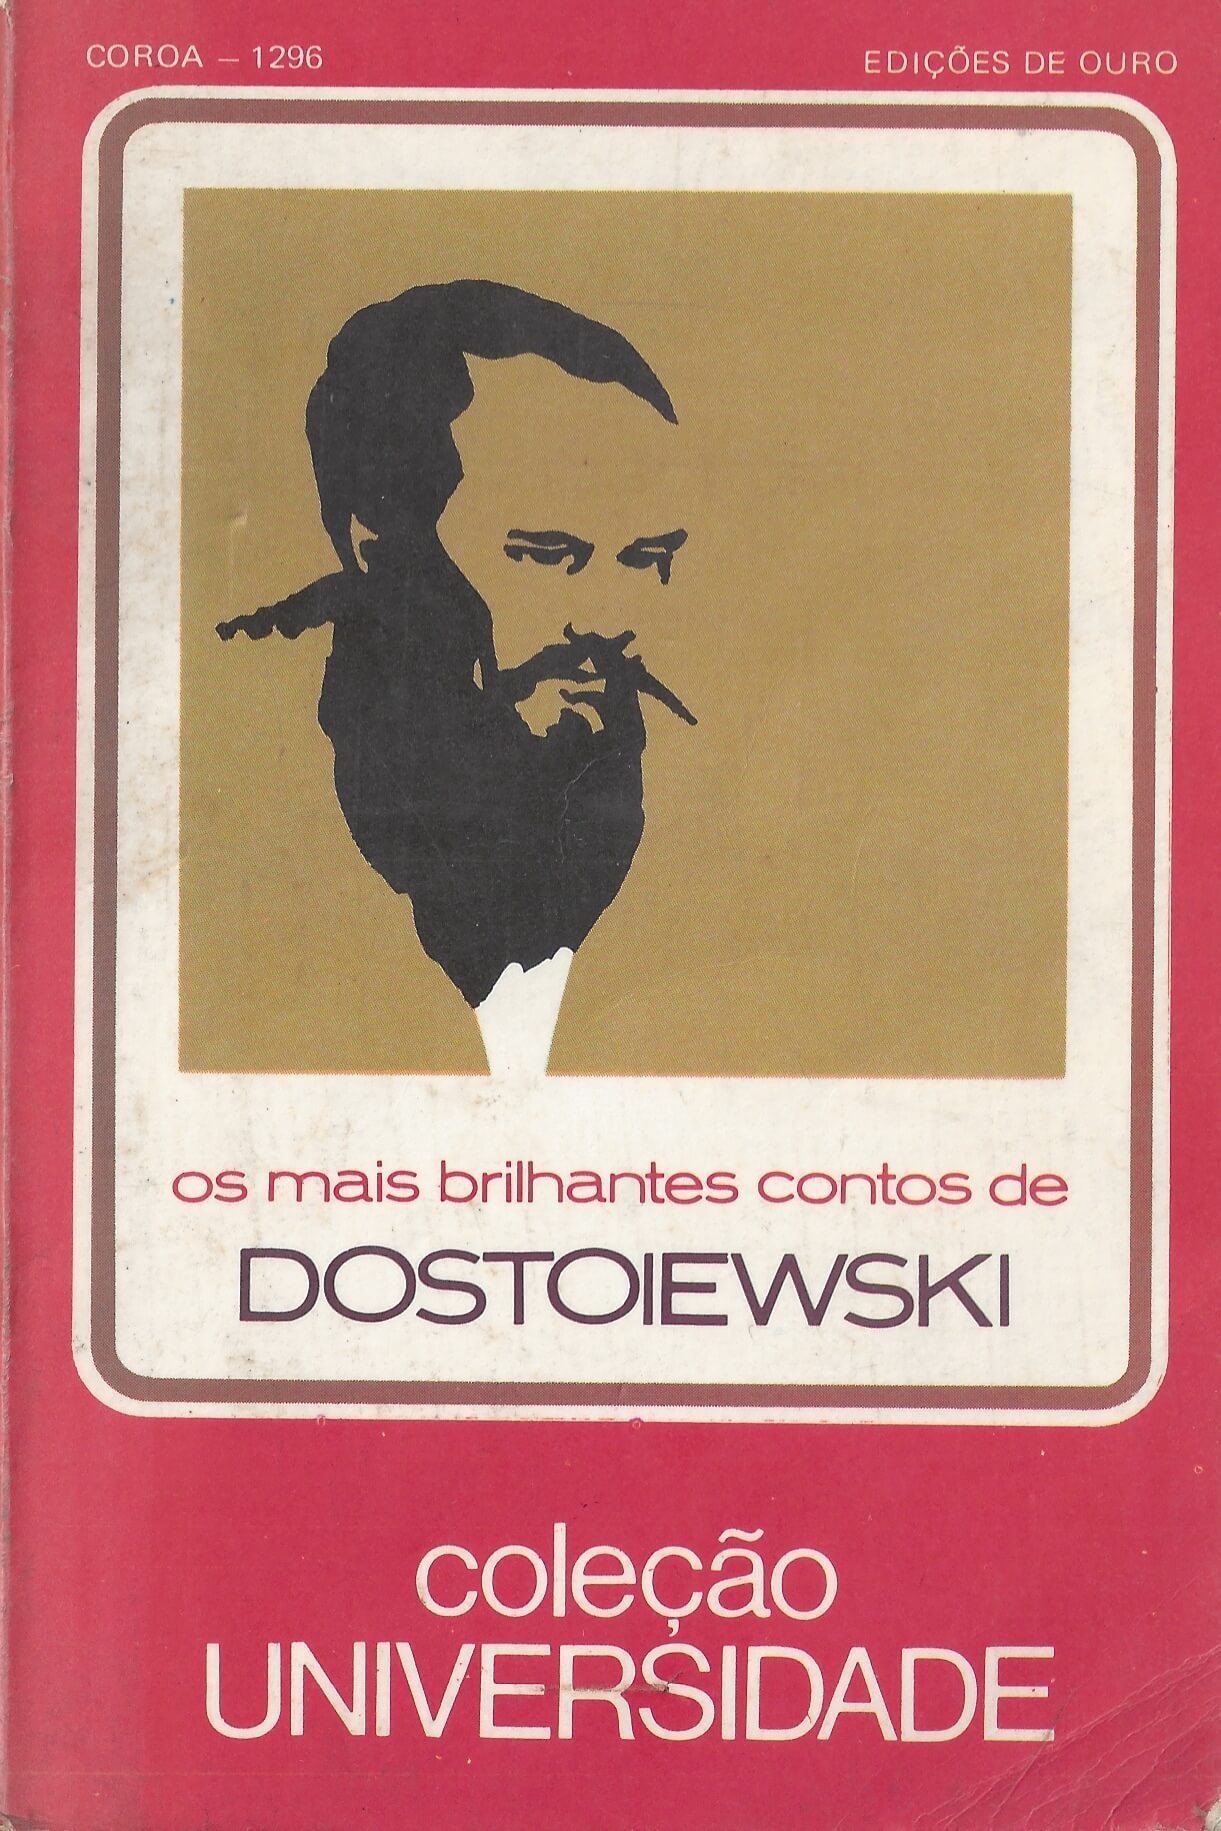 COROA – 1296
EDIÇÕES DE OURO
os mais brilhantes contos de
DOSTOIEWSKI
coleção
UNIVERSIDADE